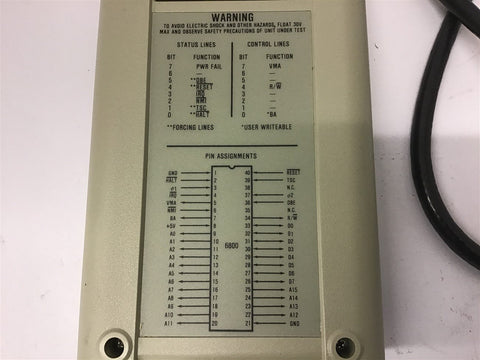 WARNING
TO AVOID ELECTRIC SHOCK AND OTHER HAZARDS, FLOAT 30V
MAX AND OBSERVE SAFETY PRECAUTIONS OF UNIT UNDER TEST
STATUS LINES CONTROL LINES
BIT FUNCTION BIT FUNCTION
7 PWR FAIL 7 VMA
6 — 6 —
5 **DBE 5 —
4 **RESET 4 R/W
3 IRQ 3 —
2 NMI 2 —
1 **TSC 1 —
0 **HALT 0 *BA
**FORCING LINES *USER WRITEABLE
PIN ASSIGNMENTS
GND 1 40 RESET
HALT 2 39 TSC
ø1 3 38 N.C.
IRQ 4 37 ø2
VMA 5 36 DBE
NMI 6 35 N.C.
BA 7 34 R/W
+5V 8 33 D0
A0 9 32 D1
A1 10 31 D2
A2 11 30 D3
6800
A3 12 29 D4
A4 13 28 D5
A5 14 27 D6
A6 15 26 D7
A7 16 25 A15
A8 17 24 A14
A9 18 23 A13
A10 19 22 A12
A11 20 21 GND